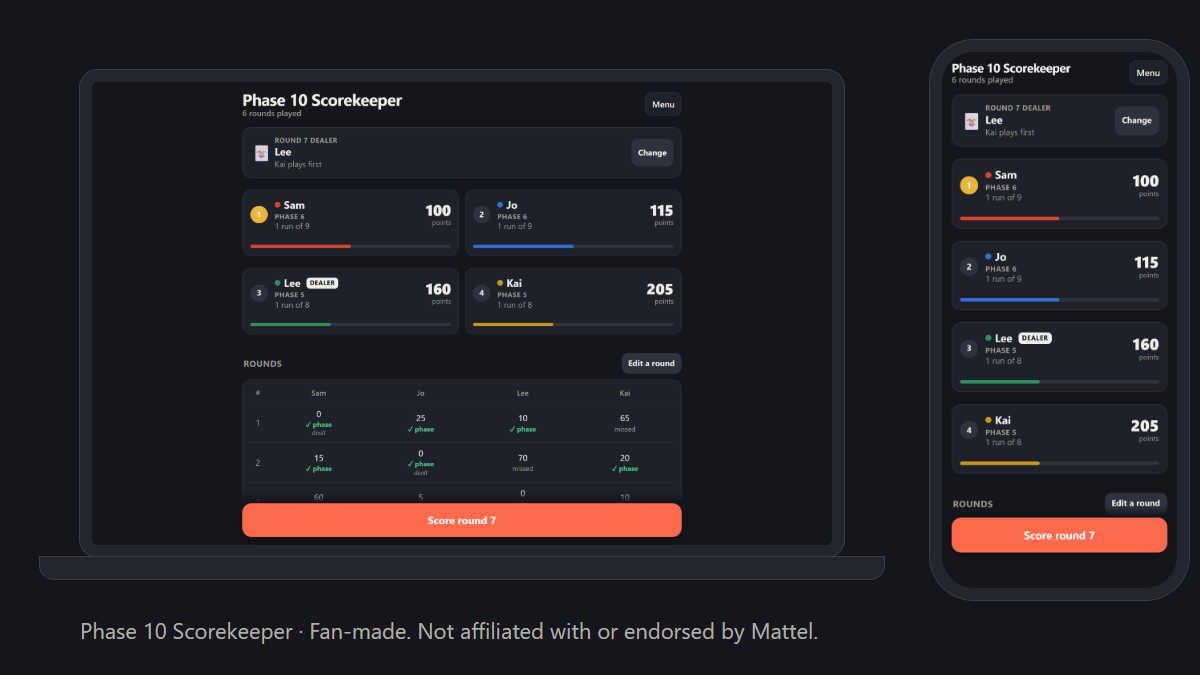 Phase 10 Scorekeeper
6 rounds played
Menu
ROUND 7 DEALER
Lee
Kai plays first
Change
1
Sam
PHASE 6
1 run of 9
100
points
2
Jo
PHASE 6
1 run of 9
115
points
3
Lee DEALER
PHASE 5
1 run of 8
160
points
4
Kai
PHASE 5
1 run of 8
205
points
ROUNDS
Edit a round
# Sam Jo Lee Kai
1 0 25 10 65
✓ phase ✓ phase ✓ phase missed
dealt
2 15 0 70 20
✓ phase ✓ phase missed ✓ phase
dealt
60 5 0 10
Score round 7
Phase 10 Scorekeeper
6 rounds played
Menu
ROUND 7 DEALER
Lee
Kai plays first
Change
1
Sam
PHASE 6
1 run of 9
100
points
2
Jo
PHASE 6
1 run of 9
115
points
3
Lee DEALER
PHASE 5
1 run of 8
160
points
4
Kai
PHASE 5
1 run of 8
205
points
ROUNDS
Edit a round
Score round 7
Phase 10 Scorekeeper · Fan-made. Not affiliated with or endorsed by Mattel.